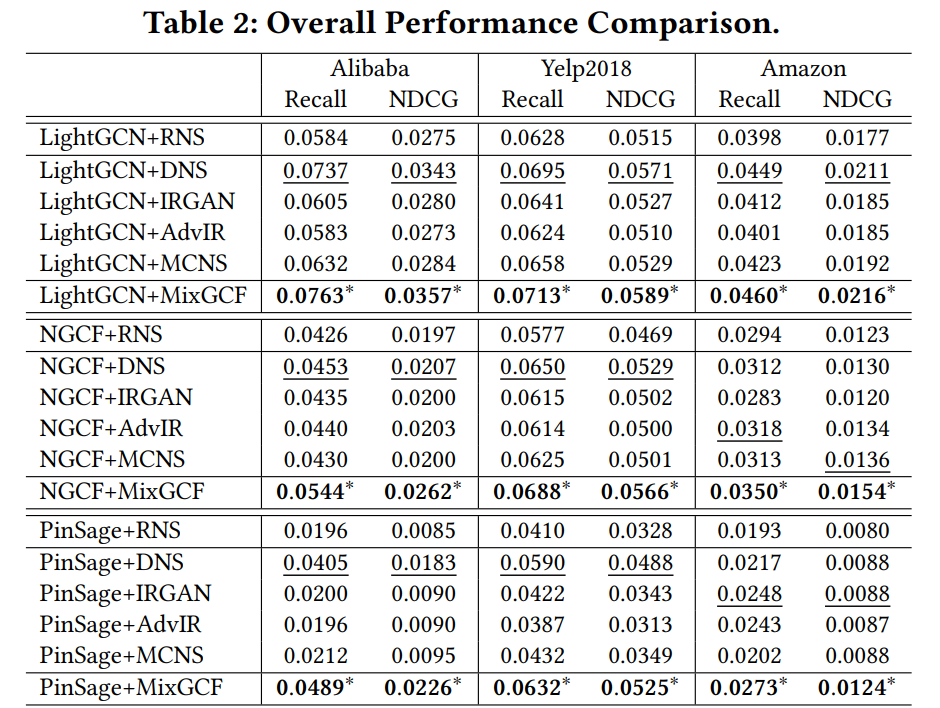 Table 2: Overall Performance Comparison.
Alibaba Yelp2018 Amazon
Recall NDCG Recall NDCG Recall NDCG
LightGCN+RNS 0.0584 0.0275 0.0628 0.0515 0.0398 0.0177
LightGCN+DNS 0.0737 0.0343 0.0695 0.0571 0.0449 0.0211
LightGCN+IRGAN 0.0605 0.0280 0.0641 0.0527 0.0412 0.0185
LightGCN+AdvIR 0.0583 0.0273 0.0624 0.0510 0.0401 0.0185
LightGCN+MCNS 0.0632 0.0284 0.0658 0.0529 0.0423 0.0192
LightGCN+MixGCF 0.0763* 0.0357* 0.0713* 0.0589* 0.0460* 0.0216*
NGCF+RNS 0.0426 0.0197 0.0577 0.0469 0.0294 0.0123
NGCF+DNS 0.0453 0.0207 0.0650 0.0529 0.0312 0.0130
NGCF+IRGAN 0.0435 0.0200 0.0615 0.0502 0.0283 0.0120
NGCF+AdvIR 0.0440 0.0203 0.0614 0.0500 0.0318 0.0134
NGCF+MCNS 0.0430 0.0200 0.0625 0.0501 0.0313 0.0136
NGCF+MixGCF 0.0544* 0.0262* 0.0688* 0.0566* 0.0350* 0.0154*
PinSage+RNS 0.0196 0.0085 0.0410 0.0328 0.0193 0.0080
PinSage+DNS 0.0405 0.0183 0.0590 0.0488 0.0217 0.0088
PinSage+IRGAN 0.0200 0.0090 0.0422 0.0343 0.0248 0.0088
PinSage+AdvIR 0.0196 0.0090 0.0387 0.0313 0.0243 0.0087
PinSage+MCNS 0.0212 0.0095 0.0432 0.0349 0.0202 0.0088
PinSage+MixGCF 0.0489* 0.0226* 0.0632* 0.0525* 0.0273* 0.0124*